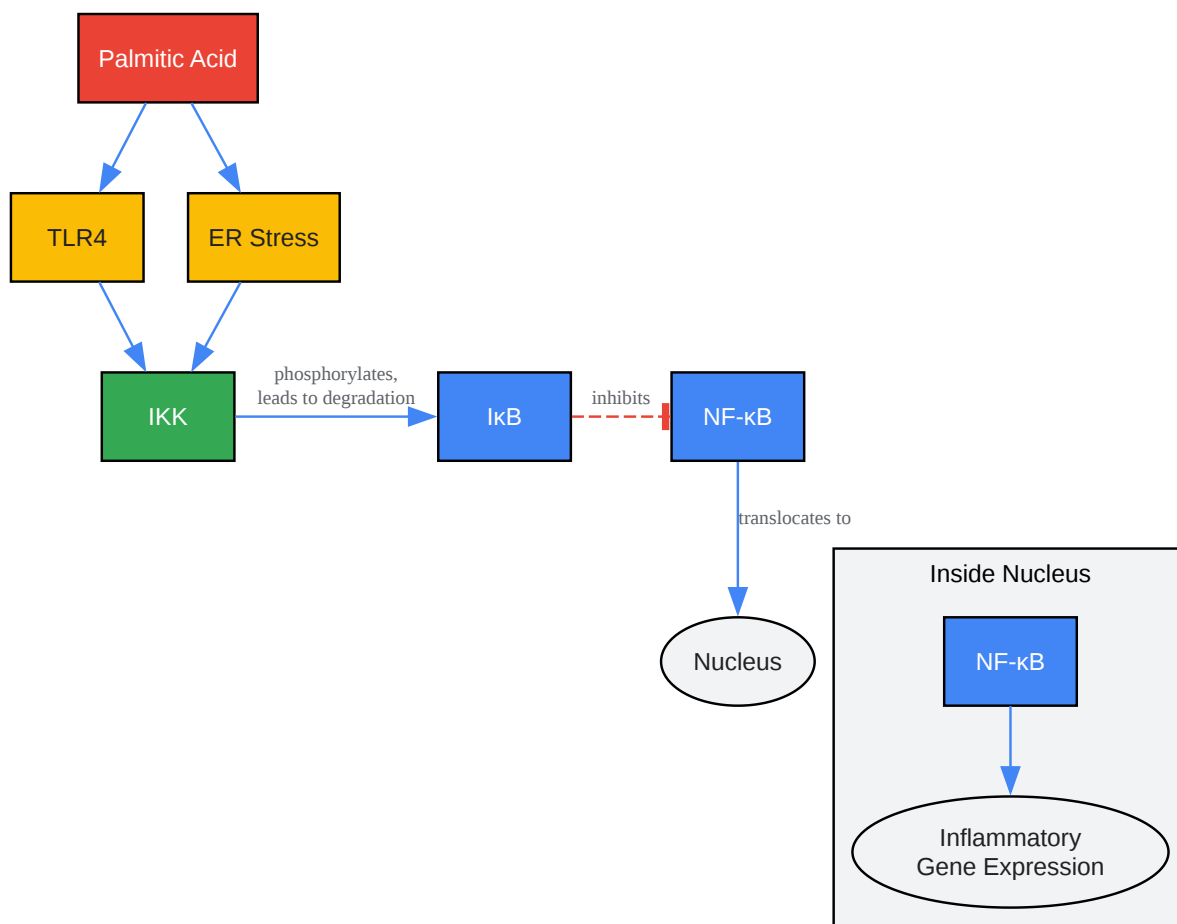 Palmitic Acid
TLR4
ER Stress
phosphorylates,
leads to degradation
inhibits
IKK
IκB
NF-κB
translocates to
Inside Nucleus
Nucleus
NF-κB
Inflammatory
Gene Expression